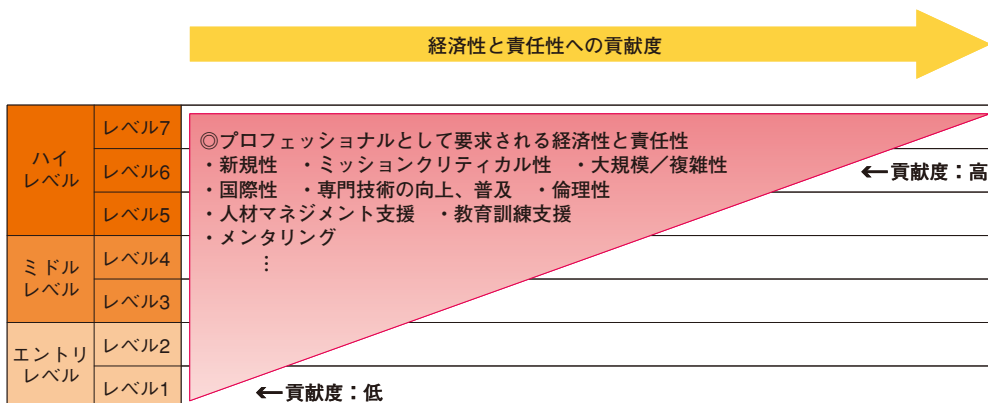 経済性と責任性への貢献度
ハイ
レベル
レベル7
レベル6
レベル5
ミドル
レベル
レベル4
レベル3
エントリ
レベル
レベル2
レベル1
◎プロフェッショナルとして要求される経済性と責任性
・新規性 ・ミッションクリティカル性 ・大規模／複雑性
・国際性 ・専門技術の向上、普及 ・倫理性
・人材マネジメント支援 ・教育訓練支援
・メンタリング
⋮
←貢献度：高
←貢献度：低